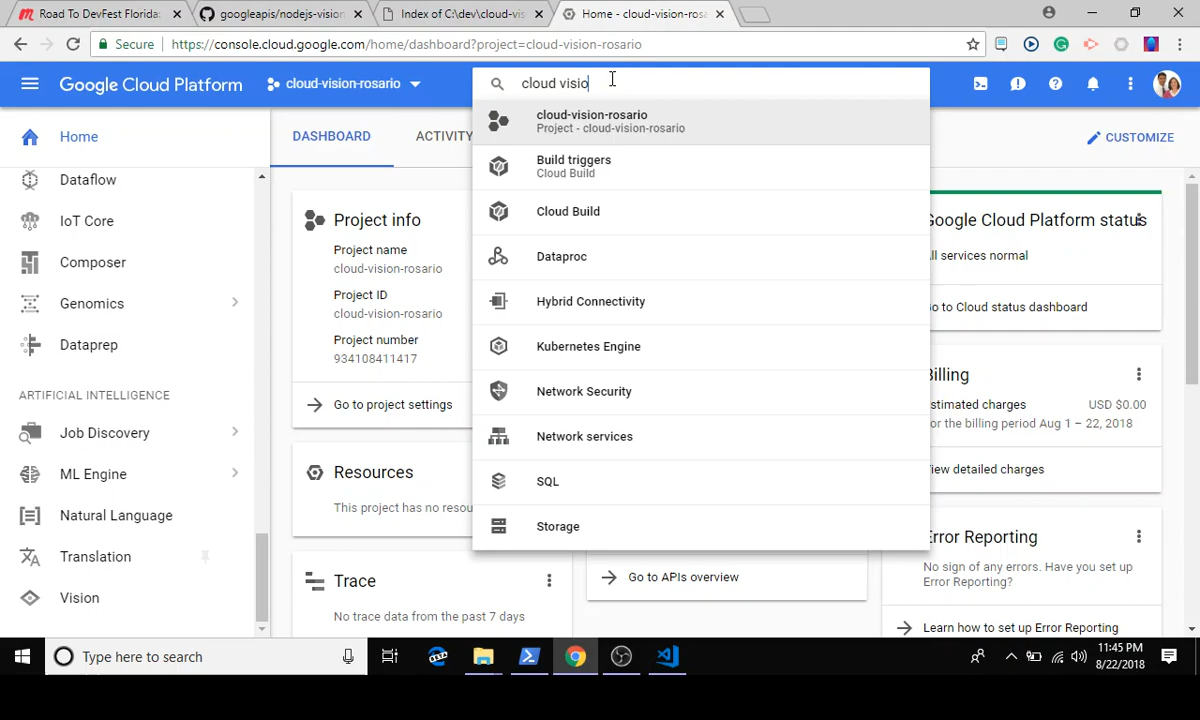 Road To DevFest Florida:
googleapis/nodejs-vision
Index of C:\dev\cloud-vis
Home - cloud-vision-rosa
Secure
https://console.cloud.google.com/home/dashboard?project=cloud-vision-rosario
Google Cloud Platform
cloud-vision-rosario
cloud visio
Home
DASHBOARD
ACTIVITY
CUSTOMIZE
cloud-vision-rosario
Project - cloud-vision-rosario
Build triggers
Cloud Build
Cloud Build
Dataproc
Hybrid Connectivity
Kubernetes Engine
Network Security
Network services
SQL
Storage
Dataflow
IoT Core
Composer
Genomics
Dataprep
ARTIFICIAL INTELLIGENCE
Job Discovery
ML Engine
Natural Language
Translation
Vision
Project info
Project name
cloud-vision-rosario
Project ID
cloud-vision-rosario
Project number
934108411417
Go to project settings
Resources
This project has no resou
Trace
No trace data from the past 7 days
Go to APIs overview
Google Cloud Platform status
ll services normal
o to Cloud status dashboard
Billing
stimated charges
USD $0.00
or the billing period Aug 1 – 22, 2018
iew detailed charges
Error Reporting
No sign of any errors. Have you set up
Error Reporting?
Learn how to set up Error Reporting
Type here to search
11:45 PM
8/22/2018